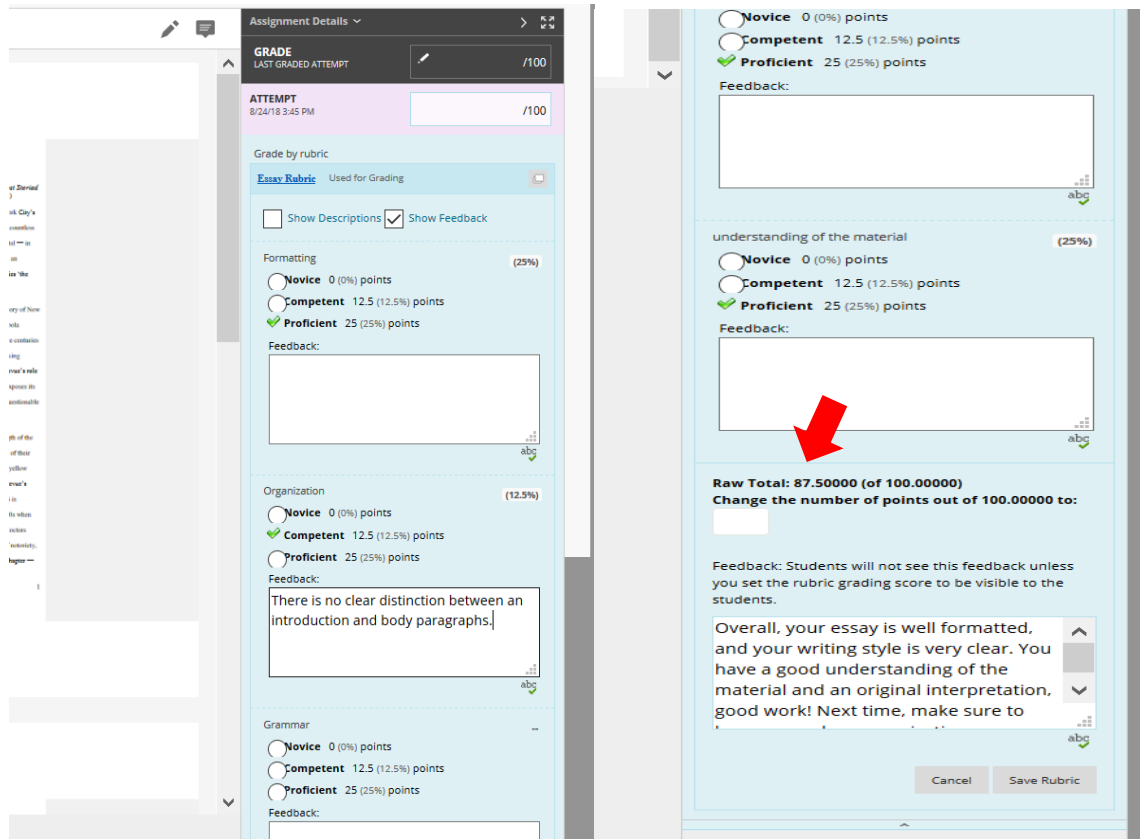 Assignment Details
GRADE
LAST GRADED ATTEMPT
/100
ATTEMPT
8/24/18 3:45 PM
/100
Grade by rubric
Essay Rubric Used for Grading
Show Descriptions Show Feedback
Formatting
(25%)
Novice 0 (0%) points
Competent 12.5 (12.5%) points
Proficient 25 (25%) points
Feedback:
abc
Organization
(12.5%)
Novice 0 (0%) points
Competent 12.5 (12.5%) points
Proficient 25 (25%) points
Feedback:
There is no clear distinction between an
introduction and body paragraphs.
abc
Grammar
--
Novice 0 (0%) points
Competent 12.5 (12.5%) points
Proficient 25 (25%) points
Feedback:
Novice 0 (0%) points
Competent 12.5 (12.5%) points
Proficient 25 (25%) points
Feedback:
abc
understanding of the material
(25%)
Novice 0 (0%) points
Competent 12.5 (12.5%) points
Proficient 25 (25%) points
Feedback:
abc
Raw Total: 87.50000 (of 100.00000)
Change the number of points out of 100.00000 to:
Feedback: Students will not see this feedback unless
you set the rubric grading score to be visible to the
students.
Overall, your essay is well formatted,
and your writing style is very clear. You
have a good understanding of the
material and an original interpretation,
good work! Next time, make sure to
abc
Cancel Save Rubric